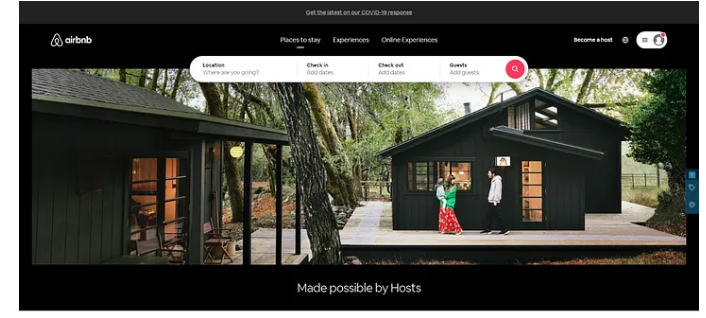 Get the latest on our COVID-19 response
airbnb
Places to stay Experiences Online Experiences
Become a host
Location Check in Check out Guests
Where are you going? Add dates Add dates Add guests
Made possible by Hosts